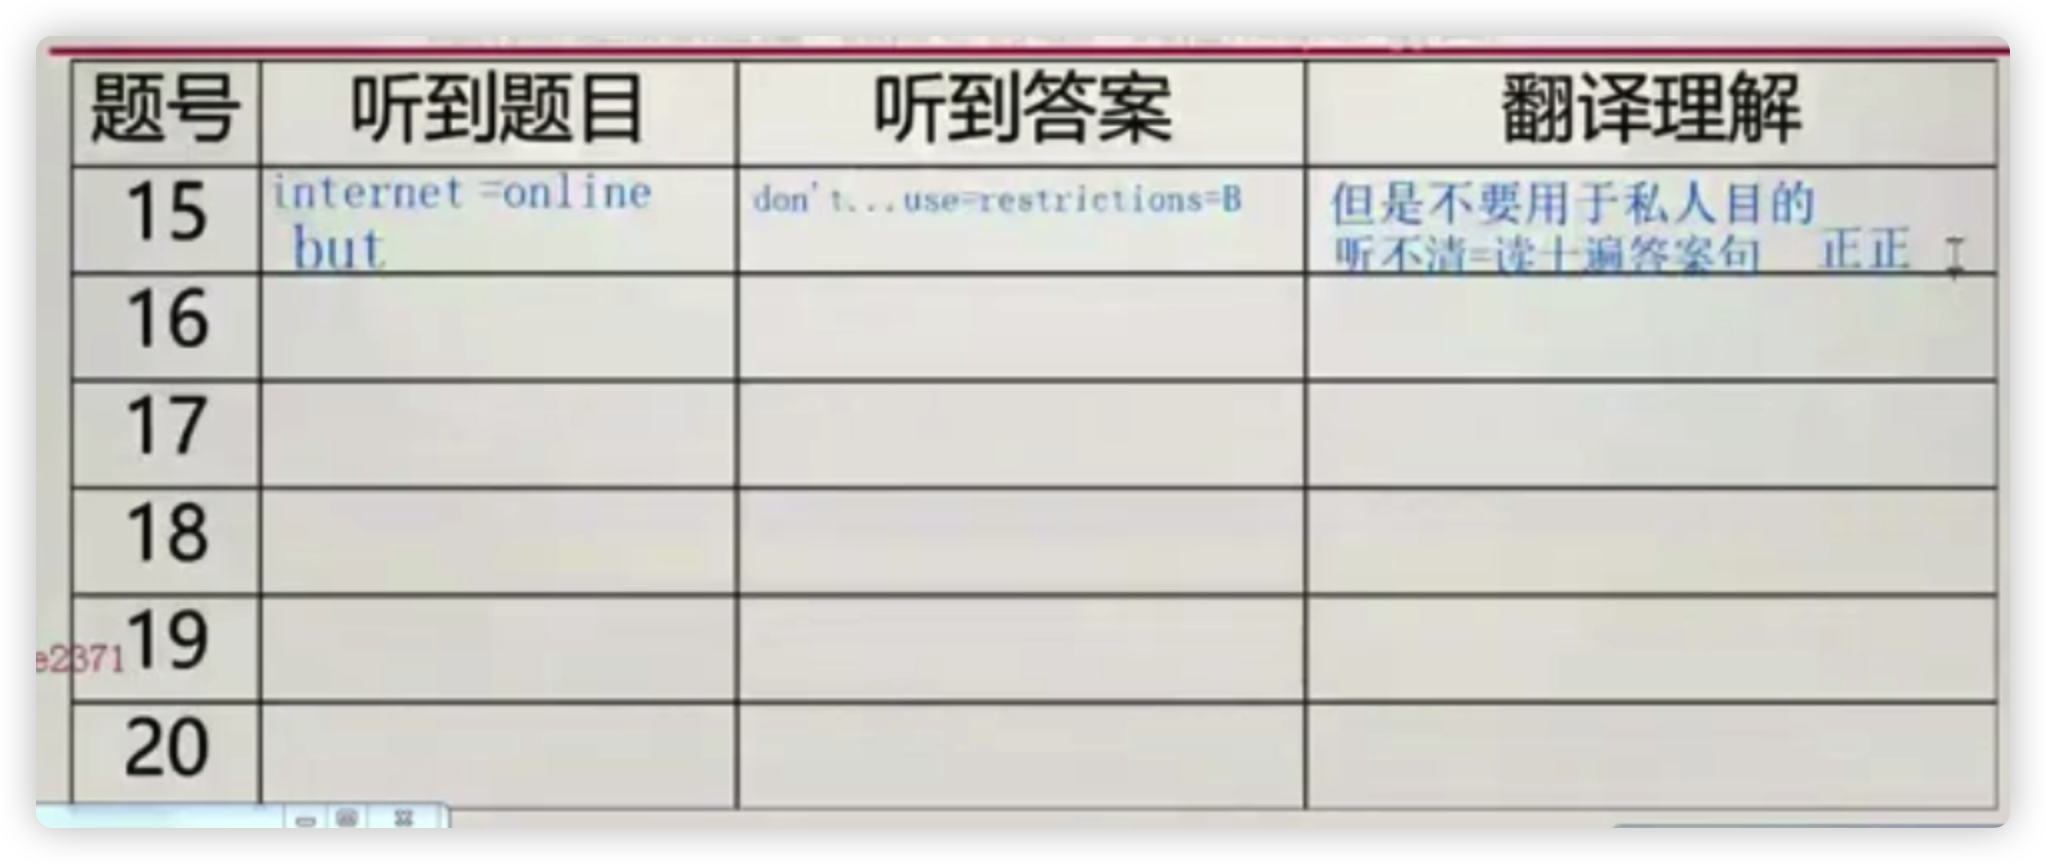 题号 听到题目 听到答案 翻译理解
15 internet =online don't...use=restrictions=B 但是不要用于私人目的
but 听不清=读十遍答案句 正正
16
17
18
e2371 19
20